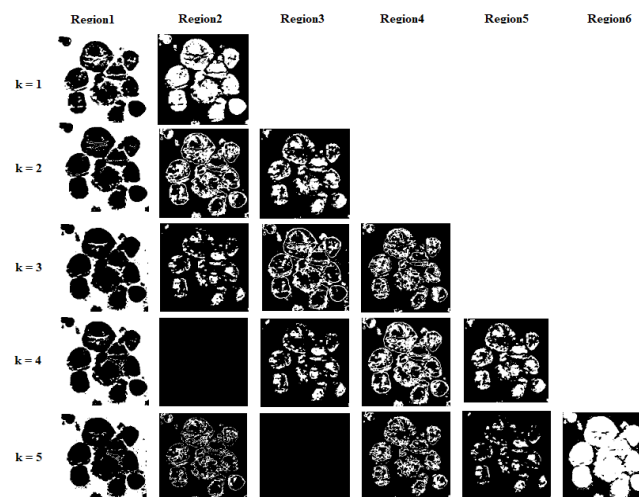 Region1 Region2 Region3 Region4 Region5 Region6
k = 1
k = 2
k = 3
k = 4
k = 5